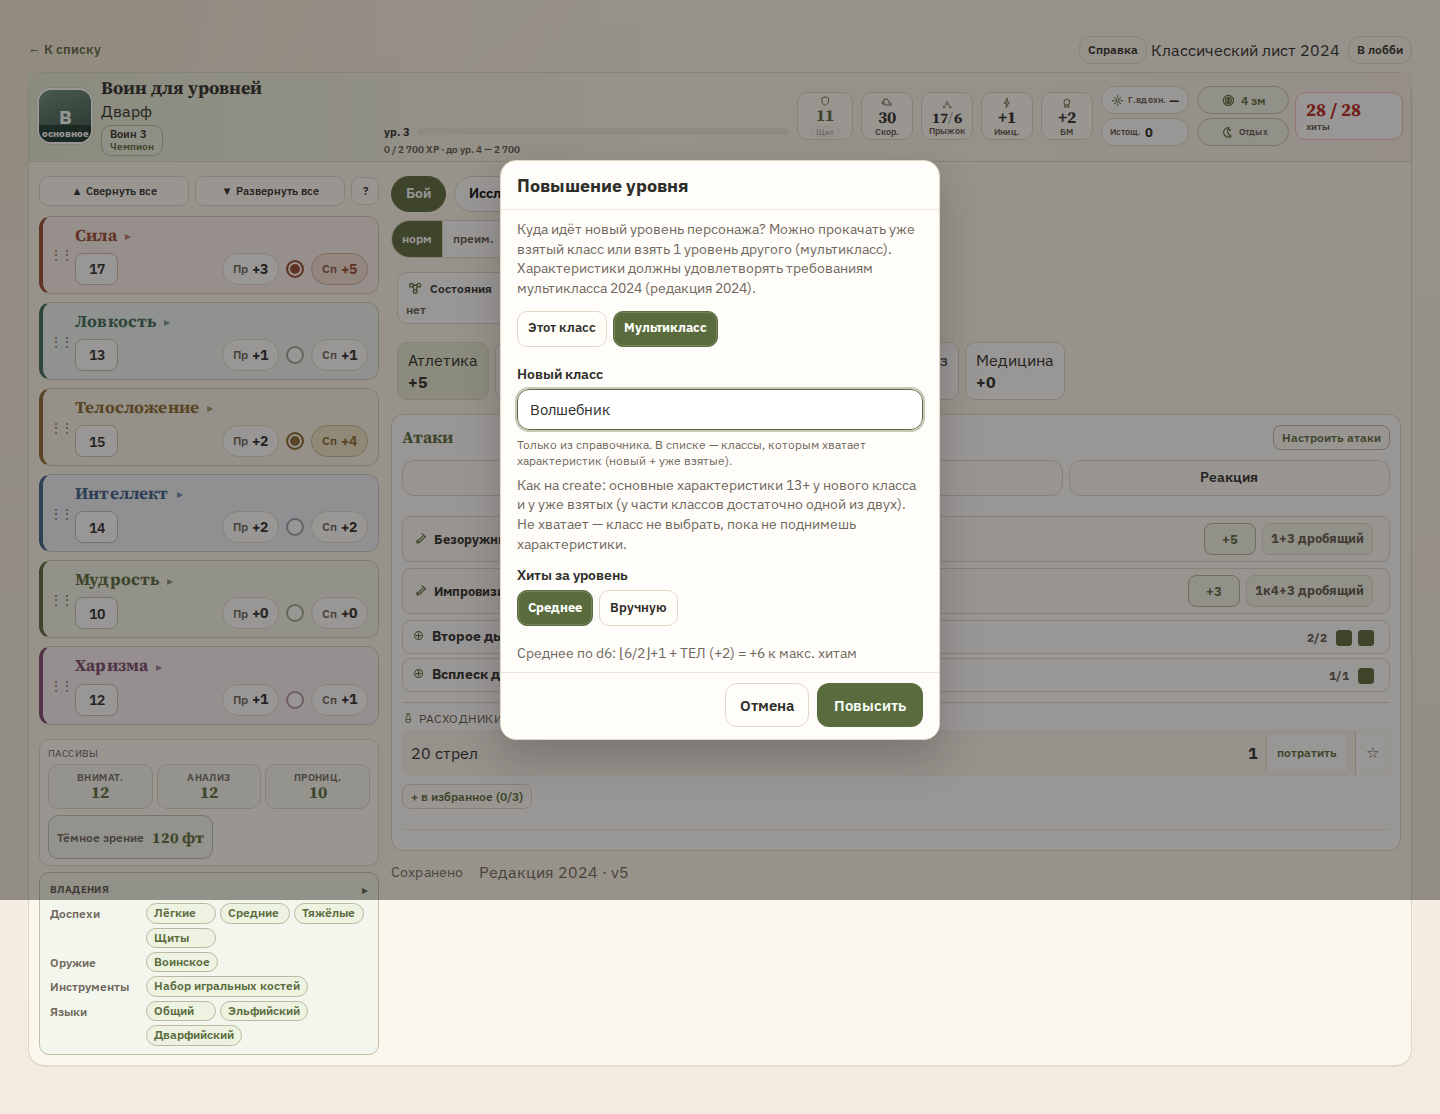 ← К списку
Справка
Классический лист 2024
В лобби
В
основное
Воин для уровней
Дварф
Воин 3
Чемпион
ур. 3
0 / 2 700 XP · до ур. 4 — 2 700
11
Щит
30
Скор.
17/6
Прыжок
+1
Иниц.
+2
БМ
Г.вдохн. —
Истощ. 0
4 зм
Отдых
28 / 28
хиты
▲ Свернуть все
▼ Развернуть все
?
Сила ▸
17
Пр +3
Сп +5
Ловкость ▸
13
Пр +1
Сп +1
Телосложение ▸
15
Пр +2
Сп +4
Интеллект ▸
14
Пр +2
Сп +2
Мудрость ▸
10
Пр +0
Сп +0
Харизма ▸
12
Пр +1
Сп +1
ПАССИВЫ
ВНИМАТ.
12
АНАЛИЗ
12
ПРОНИЦ.
10
Тёмное зрение 120 фт
ВЛАДЕНИЯ ▸
Доспехи
Лёгкие
Средние
Тяжёлые
Щиты
Оружие
Воинское
Инструменты
Набор игральных костей
Языки
Общий
Эльфийский
Дварфийский
Бой
норм
преим.
Состояния
нет
Атлетика
+5
Медицина
+0
Атаки
Настроить атаки
Реакция
+5
1+3 дробящий
+3
1к4+3 дробящий
Второе
2/2
Всплеск
1/1
РАСХОДНИКИ
20 стрел
1
потратить
☆
+ в избранное (0/3)
Сохранено
Редакция 2024 · v5
Повышение уровня
Куда идёт новый уровень персонажа? Можно прокачать уже
взятый класс или взять 1 уровень другого (мультикласс).
Характеристики должны удовлетворять требованиям
мультикласса 2024 (редакция 2024).
Этот класс
Мультикласс
Новый класс
Волшебник
Только из справочника. В списке — классы, которым хватает
характеристик (новый + уже взятые).
Как на create: основные характеристики 13+ у нового класса
и у уже взятых (у части классов достаточно одной из двух).
Не хватает — класс не выбрать, пока не поднимешь
характеристики.
Хиты за уровень
Среднее
Вручную
Среднее по d6: ⌊6/2⌋+1 + ТЕЛ (+2) = +6 к макс. хитам
Отмена
Повысить